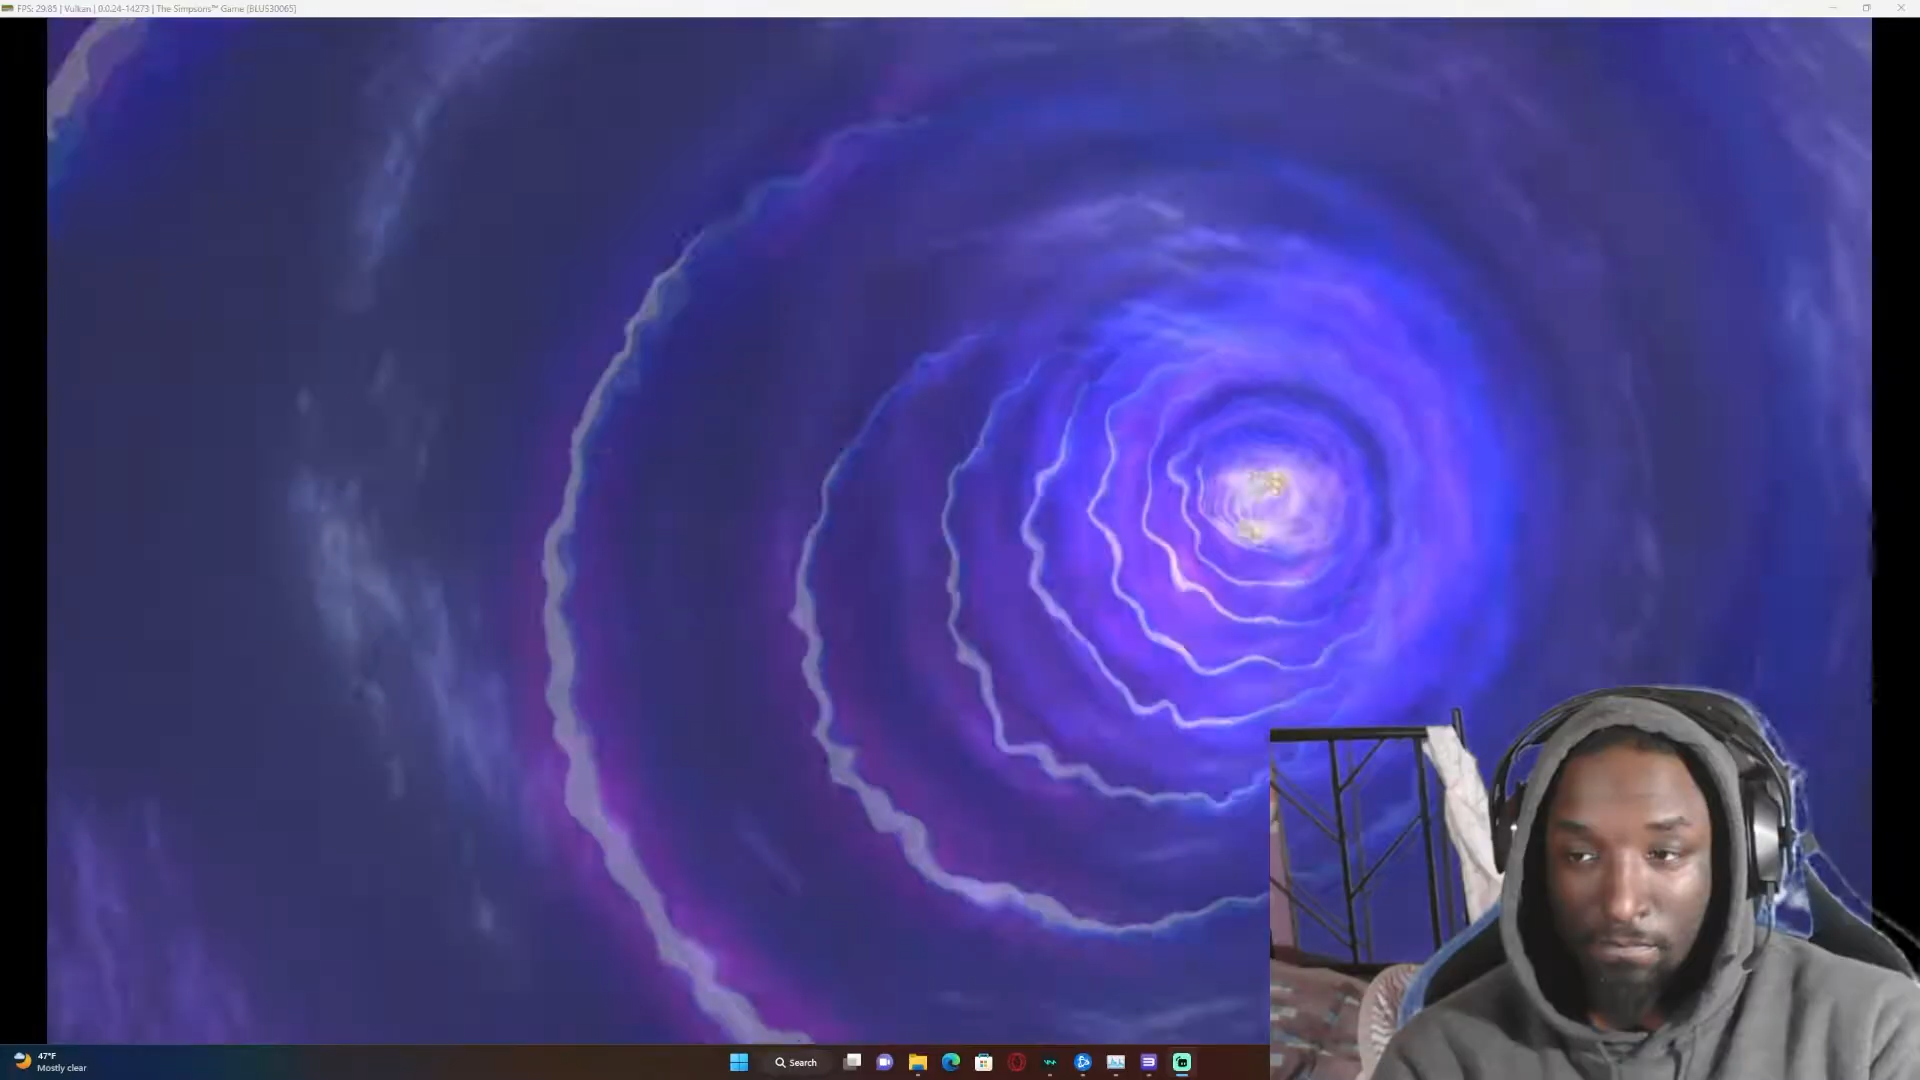 FPS: 29.85 | Vulkan | 0.0.24-14273 | The Simpsons™ Game [BLUS30065]
47°F
Mostly clear
Search